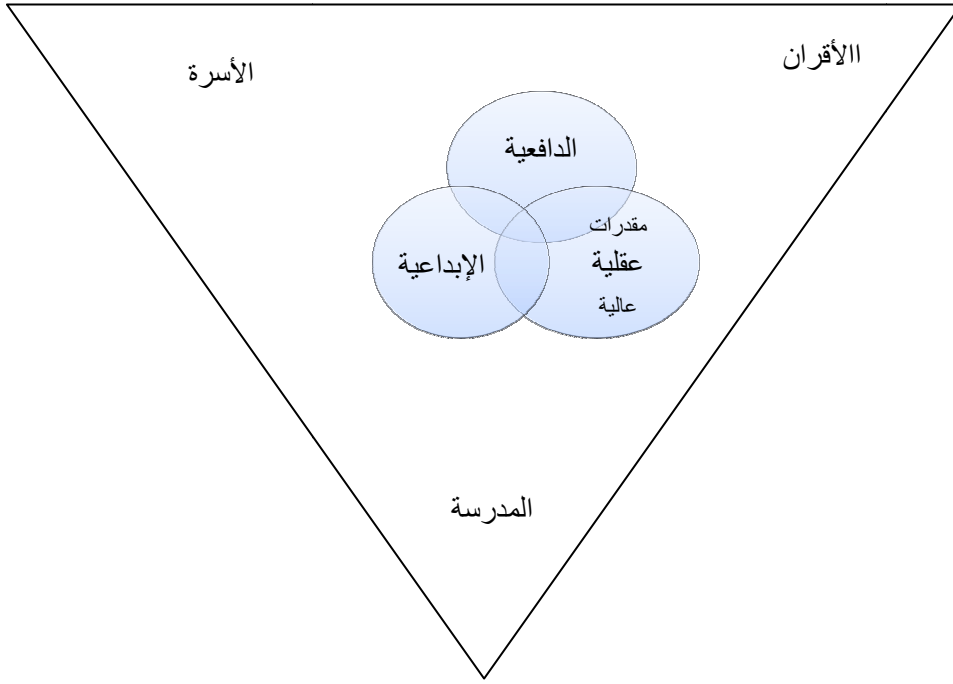 االأقران
الأسرة
الدافعية
مقدرات
عقلية
عالية
الإبداعية
المدرسة